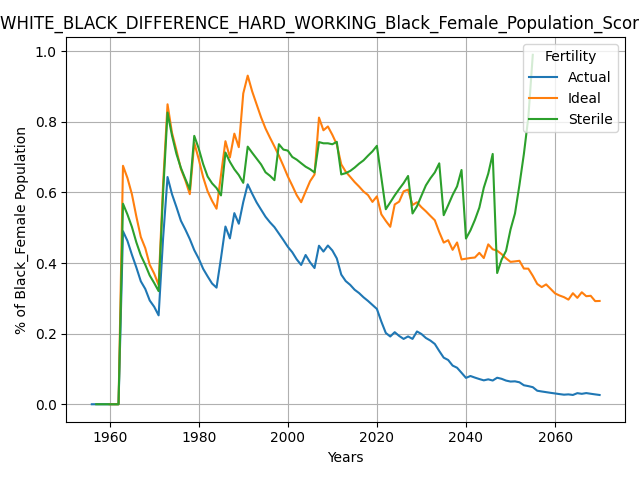 WHITE_BLACK_DIFFERENCE_HARD_WORKING_Black_Female_Population_Scor
1.0
0.8
0.6
0.4
0.2
0.0
% of Black_Female Population
Fertility
Actual
Ideal
Sterile
1960 1980 2000 2020 2040 2060
Years